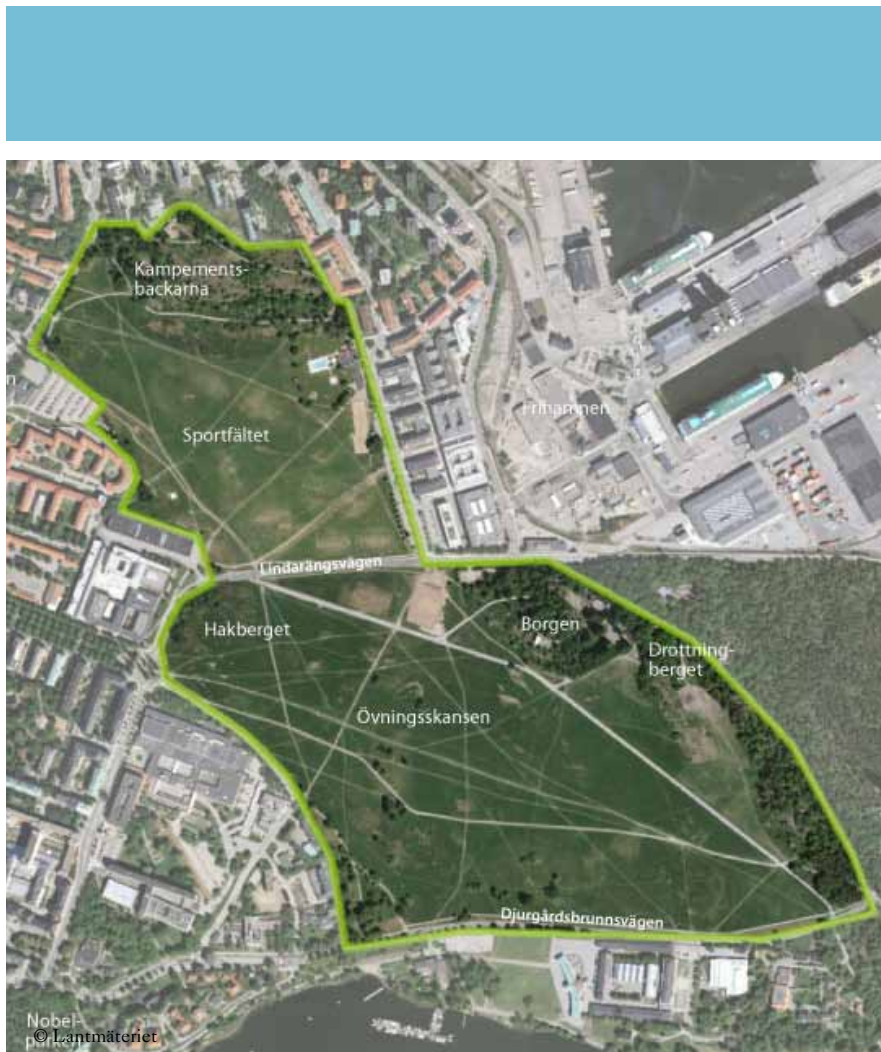 Kampements-
backarna
Sportfältet
Frihamnen
Lindarängsvägen
Hakberget
Borgen
Drottning-
berget
Övningsskansen
Djurgårdsbrunnsvägen
Nobel-
© Lantmäteriet